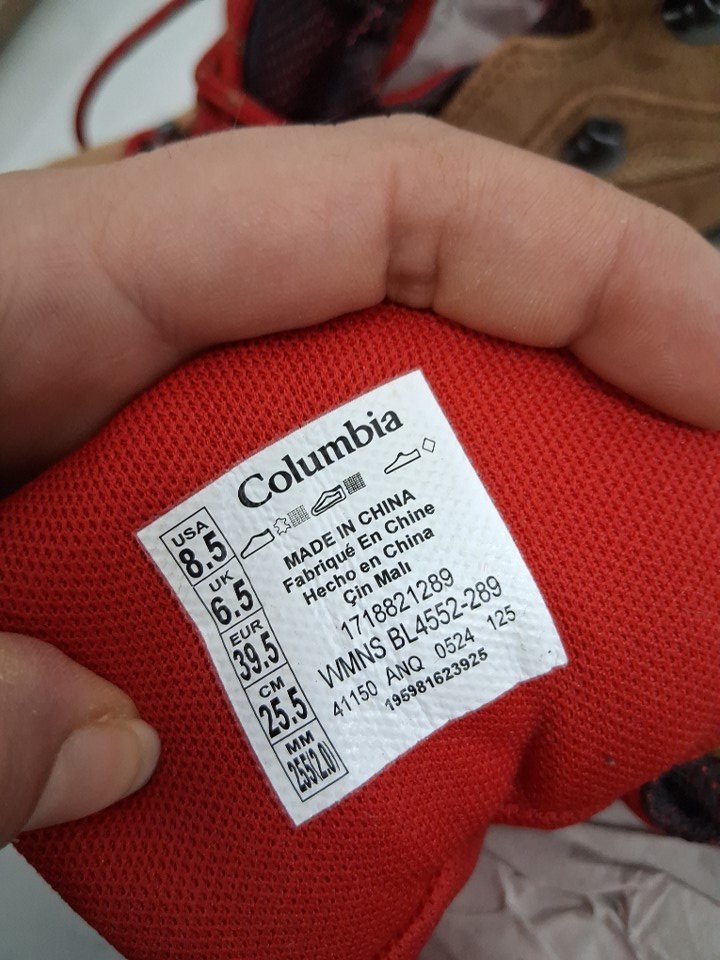 Columbia
USA
8.5
UK
6.5
EUR
39.5
CM
25.5
MM
255(2.0)
MADE IN CHINA
Fabriqué En Chine
Hecho en China
Çin Malı
1718821289
WMNS BL4552-289
41150 ANQ 0524 125
195981623925